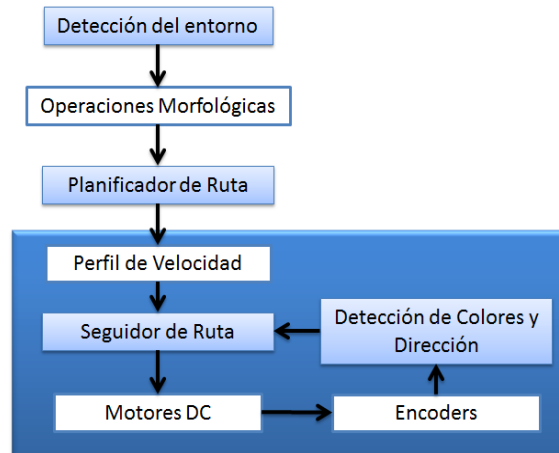 Detección del entorno
Operaciones Morfológicas
Planificador de Ruta
Perfil de Velocidad
Seguidor de Ruta
Detección de Colores y
Dirección
Motores DC
Encoders